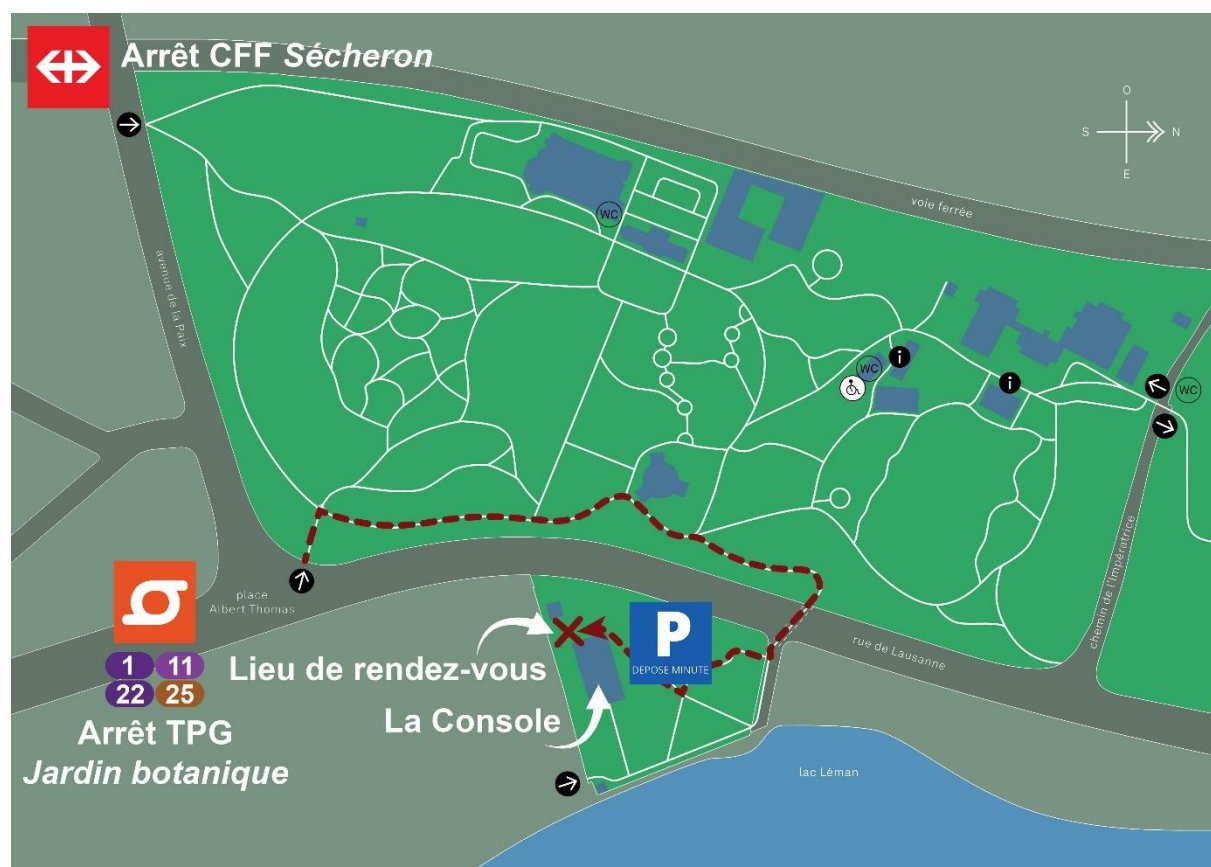 Arrêt CFF Sécheron
O
S
N
E
voie ferrée
avenue de la Paix
WC
i
WC
i
WC
chemin de l'Impératrice
place
Albert Thomas
rue de Lausanne
P
DEPOSE MINUTE
Lieu de rendez-vous
La Console
1 11
22 25
Arrêt TPG
Jardin botanique
lac Léman